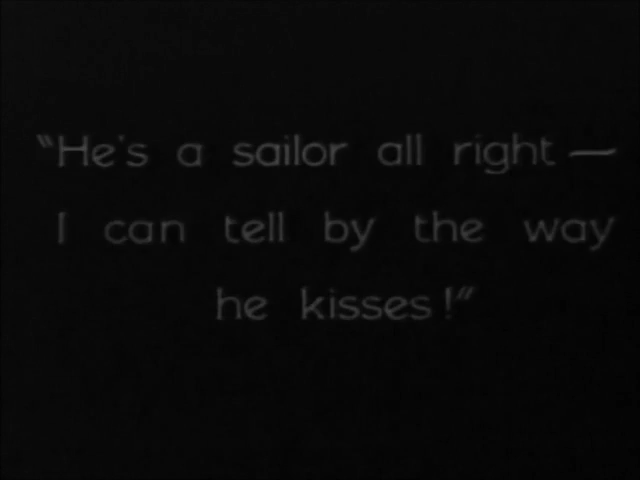 "He's a sailor all right —
I can tell by the way
he kisses!"